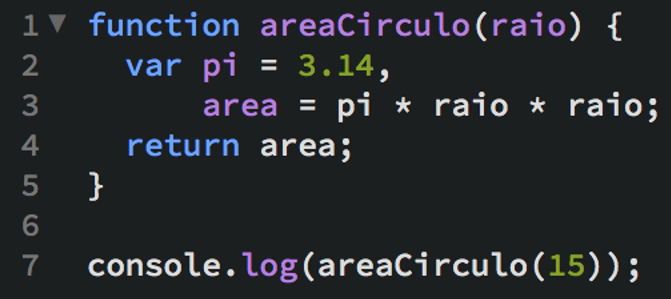 1 function areaCirculo(raio) {
2   var pi = 3.14,
3       area = pi * raio * raio;
4   return area;
5 }
6
7 console.log(areaCirculo(15));